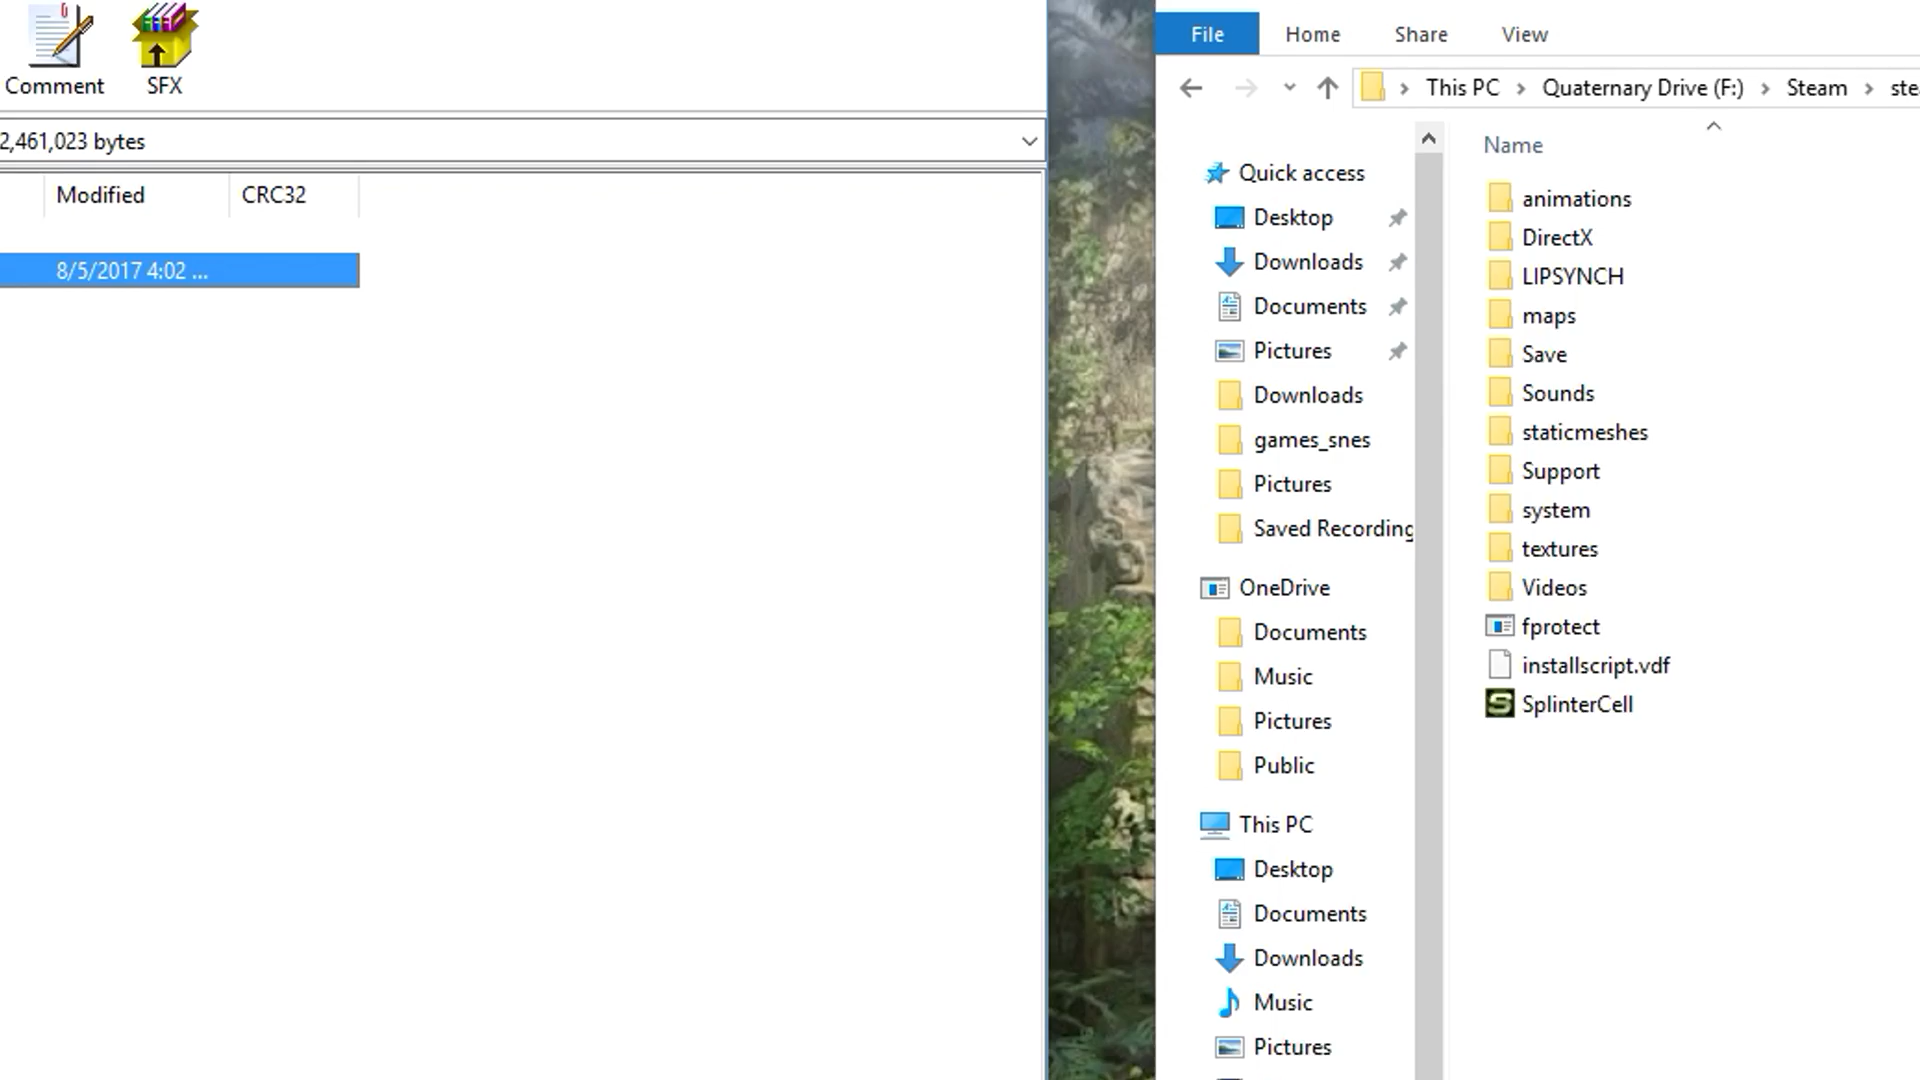 Comment
SFX
2,461,023 bytes
Modified
CRC32
8/5/2017 4:02 ...
File
Home
Share
View
This PC
Quaternary Drive (F:)
Steam
Name
Quick access
Desktop
Downloads
Documents
Pictures
Downloads
games_snes
Pictures
Saved Recording
OneDrive
Documents
Music
Pictures
Public
This PC
Desktop
Documents
Downloads
Music
Pictures
animations
DirectX
LIPSYNCH
maps
Save
Sounds
staticmeshes
Support
system
textures
Videos
fprotect
installscript.vdf
SplinterCell